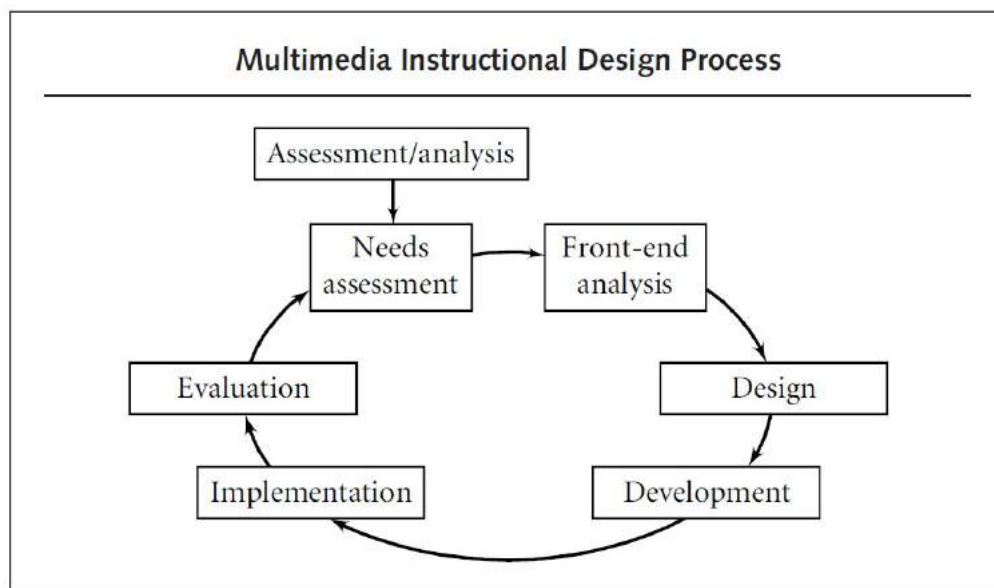 Multimedia Instructional Design Process
Assessment/analysis
Needs
assessment
Front-end
analysis
Evaluation
Design
Implementation
Development